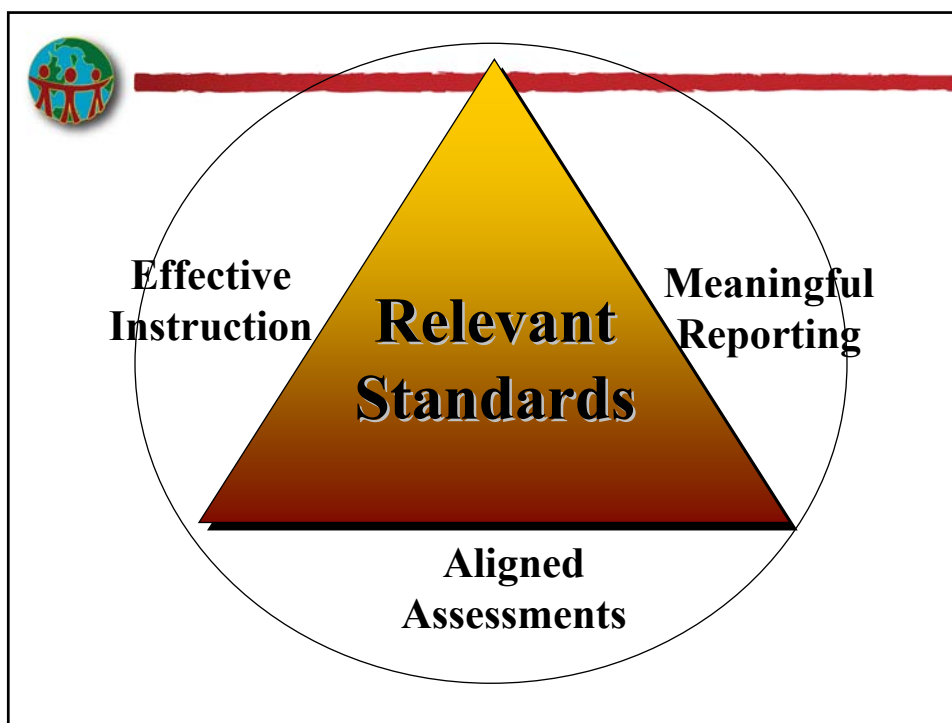 Effective
Instruction
Meaningful
Reporting
Relevant
Standards
Aligned
Assessments